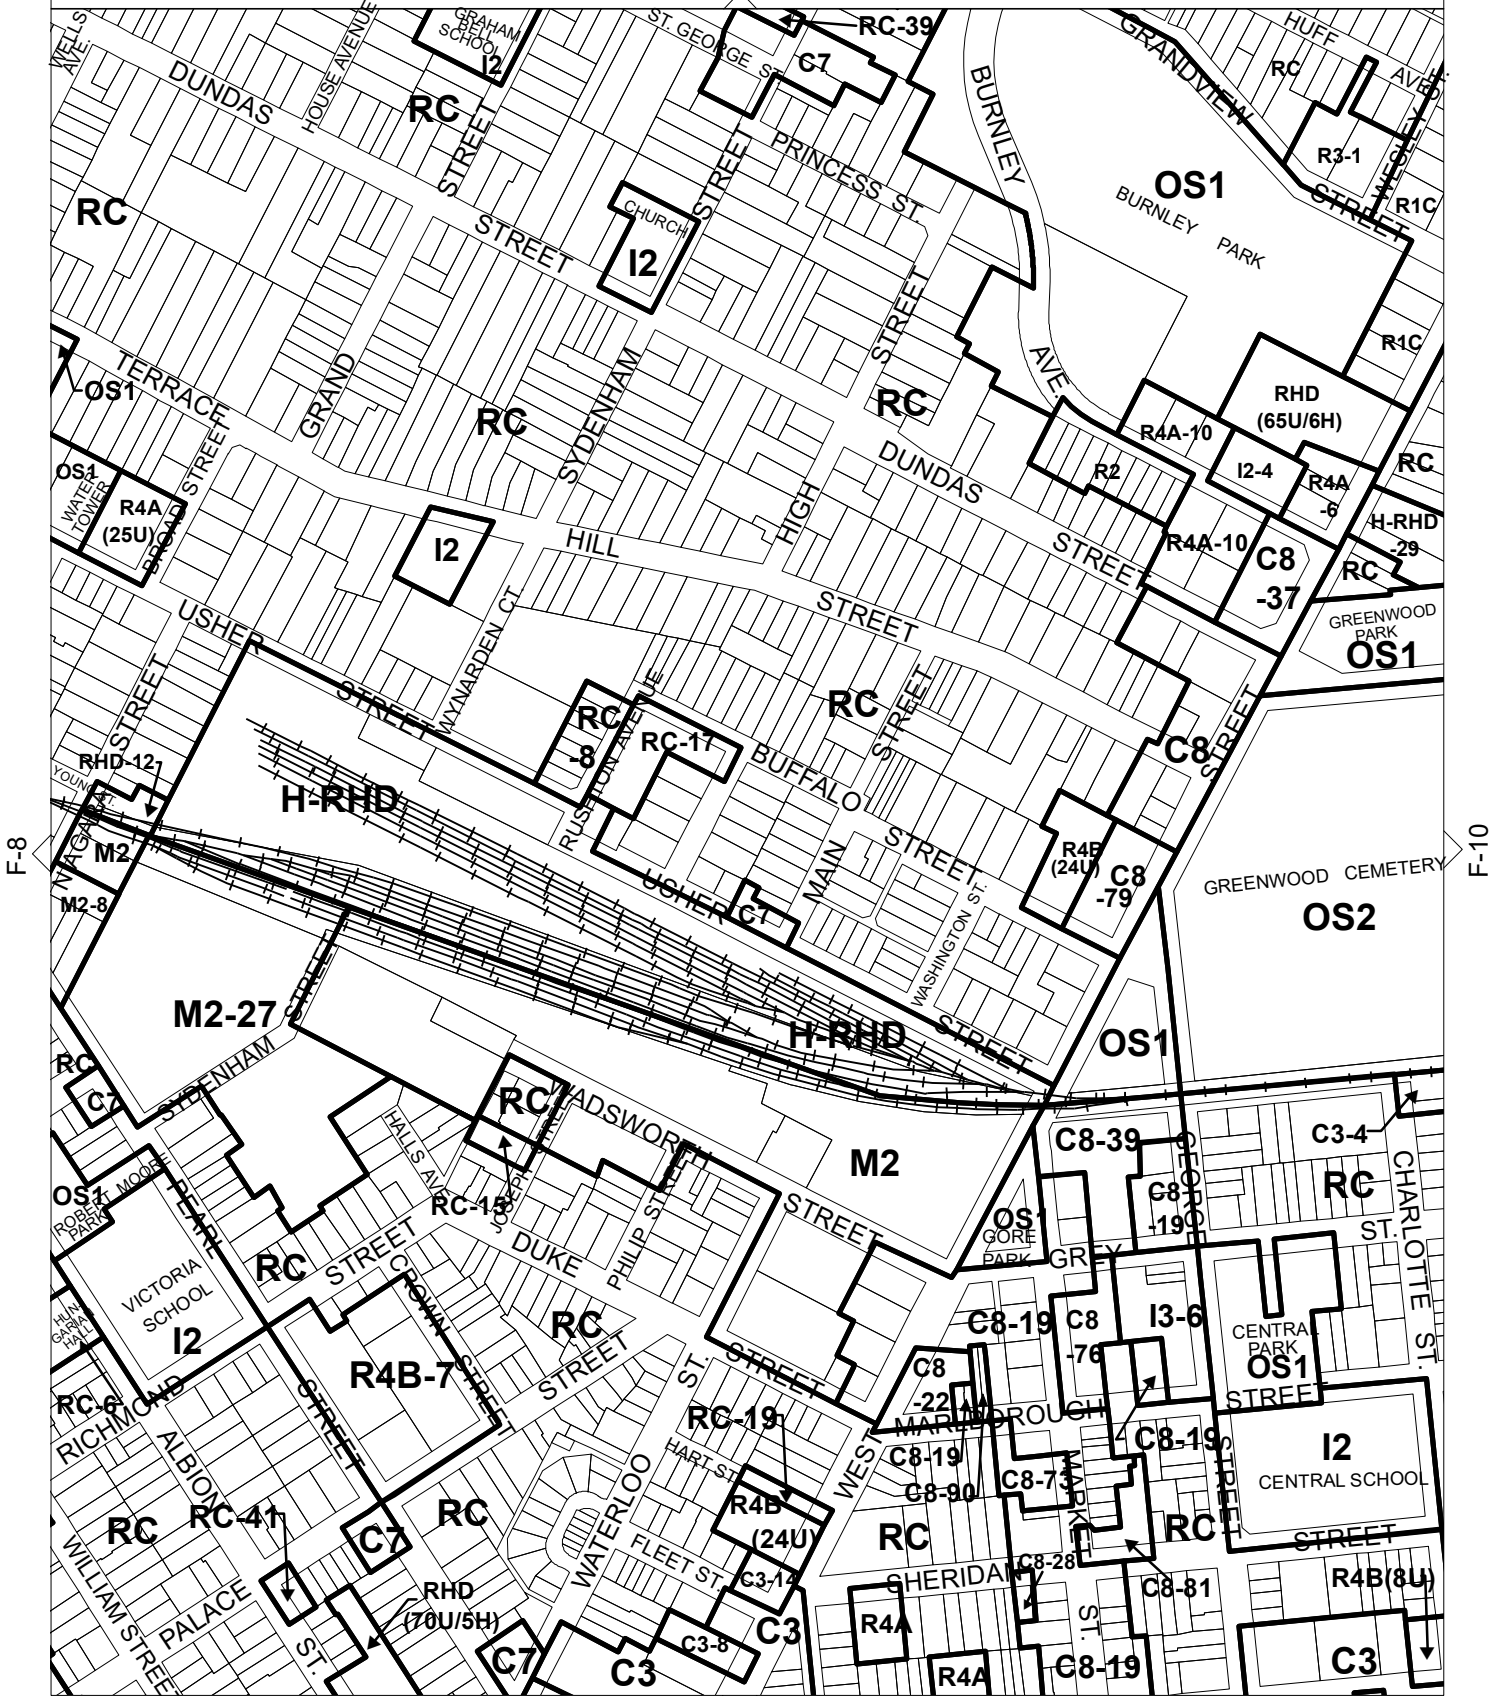 WELLS
AVE.
HOUSE AVENUE
GRAHAM
BELL
SCHOOL
I2
ST. GEORGE ST.
RC-39
C7
BURNLEY
GRANDVIEW
HUFF
AVE.
RC
DUNDAS
RC
STREET
STREET
PRINCESS ST.
OS1
BURNLEY PARK
R3-1
WESLEY
R1C
STREET
RC
STREET
CHURCH
I2
STREET
R1C
OS1
TERRACE
GRAND
RC
SYDENHAM
RC
AVE.
RHD
(65U/6H)
R4A-10
OS1
WATER
TOWER
R4A
(25U)
BROAD STREET
I2
HILL
HIGH
DUNDAS
STREET
R2
I2-4
R4A
-6
RC
H-RHD
-29
R4A-10
C8
-37
RC
GREENWOOD
PARK
OS1
USHER
STREET
WYNARDEN CT.
STREET
STREET
RC
-8
RUSHTON AVENUE
RC-17
RC
STREET
BUFFALO
STREET
C8
STREET
RHD-12
YOUNG ST.
NIAGARA
M2
M2-8
H-RHD
USHER
C7
MAIN
WASHINGTON ST.
R4B
(24U)
C8
-79
GREENWOOD CEMETERY
OS2
F-8
F-10
M2-27
STREET
SYDENHAM
H-RHD
STREET
OS1
RC
C7
RC
WADSWORTH
HALLS AVE.
RC-15
JOSEPH STREET
PHILIP STREET
M2
STREET
C8-39
C8
-19
GEORGE
C3-4
RC
CHARLOTTE ST.
ST.
OS1
ROBERT MOORE
PARK
PEARL
VICTORIA
SCHOOL
I2
HUN-
GARIAN
HALL
RC
STREET
CROWN
STREET
DUKE
RC
STREET
OS1
GORE
PARK
GREY
C8-19
C8
-76
I3-6
CENTRAL
PARK
OS1
R4B-7
RC-6
RICHMOND
STREET
ALBION
ST.
WATERLOO
STREET
C8
-22
MARLBOROUGH
STREET
RC-19
HART ST.
WEST
C8-19
C8-90
C8-73
MARKET
ST.
C8-19
STREET
I2
CENTRAL SCHOOL
RC
RC-41
C7
RC
R4B
(24U)
FLEET ST.
C3-14
RC
RC
STREET
SHERIDAN
C8-28
C8-81
R4B(8U)
WILLIAM STREET
PALACE
ST.
RHD
(70U/5H)
C7
C3
C3-8
C3
R4A
R4A
C8-19
C3